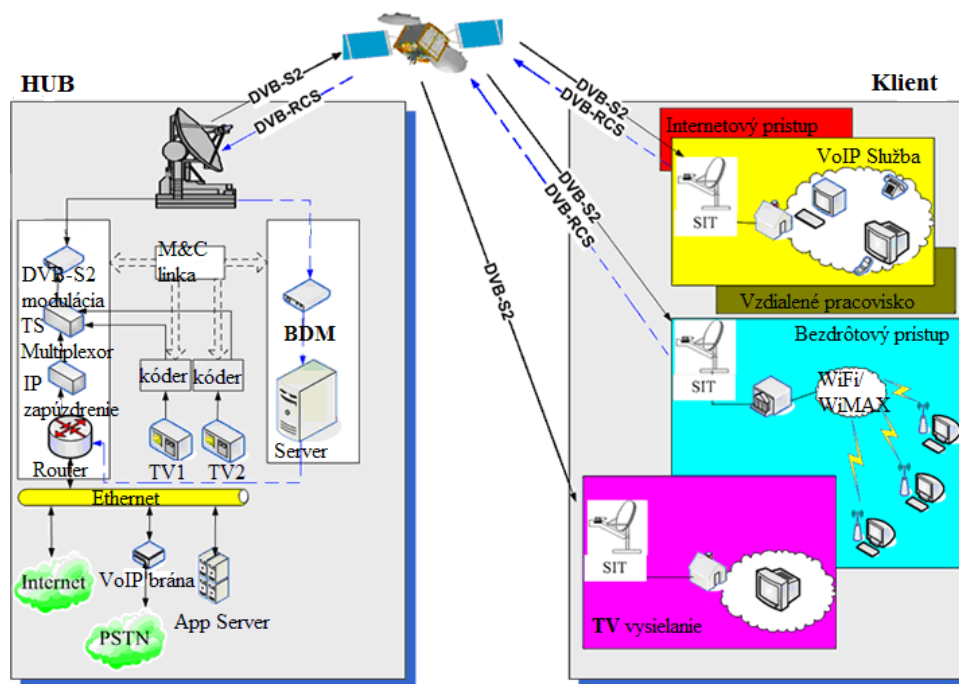 HUB
Klient
DVB-S2
DVB-RCS
DVB-S2
DVB-RCS
DVB-S2
DVB-RCS
DVB-S2
Internetový prístup
VoIP Služba
SIT
Vzdialené pracovisko
M&C
linka
DVB-S2
modulácia
TS
Multiplexor
IP
zapúzdrenie
Router
BDM
kóder
kóder
TV1
TV2
Server
Ethernet
Internet
VoIP brána
App Server
PSTN
Bezdrôtový prístup
SIT
WiFi/
WiMAX
SIT
TV vysielanie